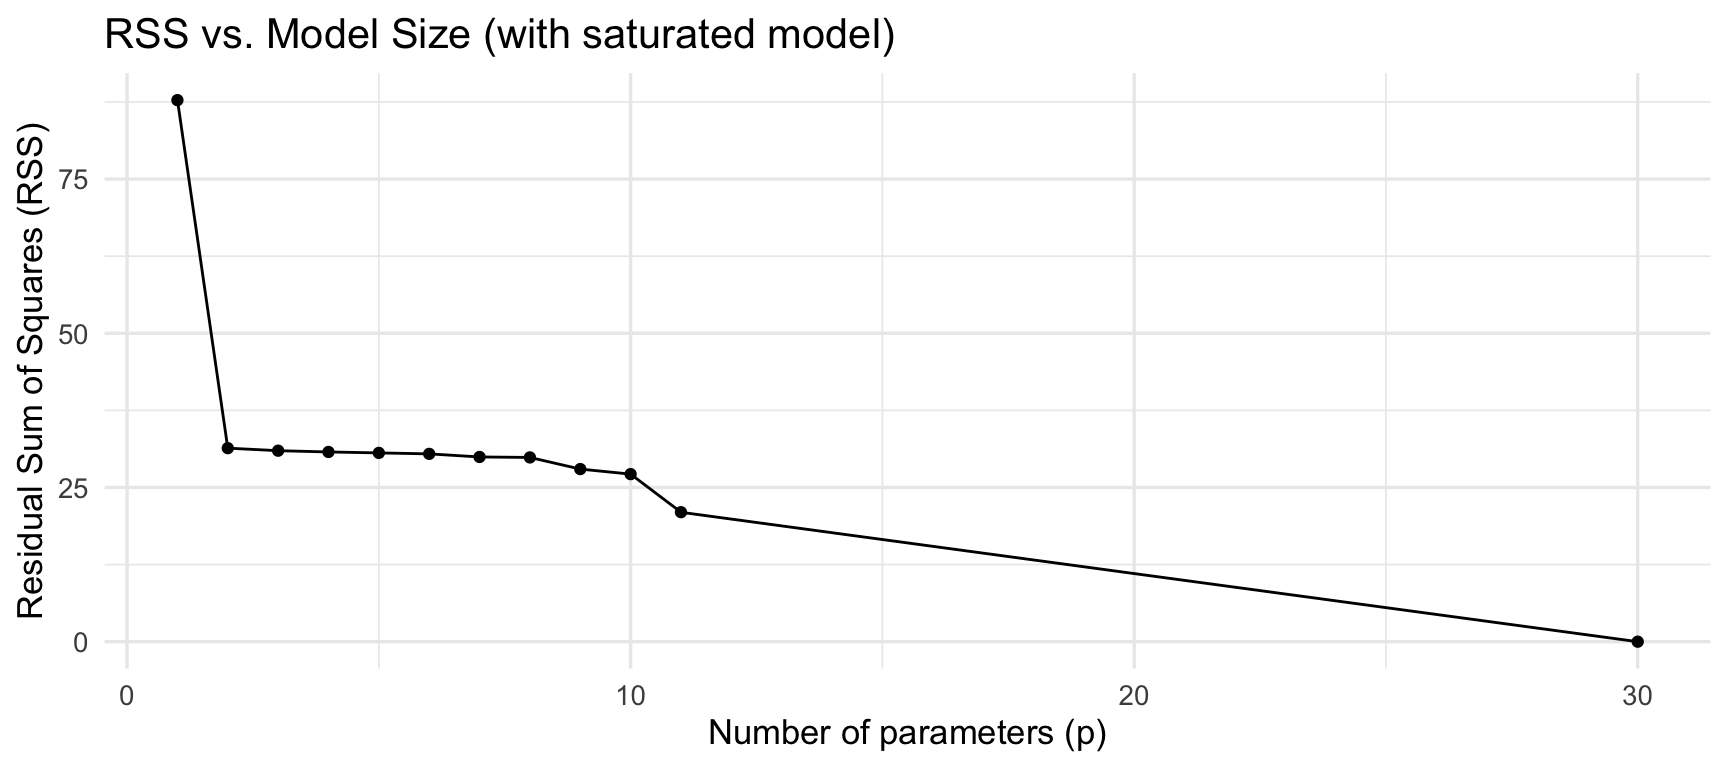 RSS vs. Model Size (with saturated model)
Residual Sum of Squares (RSS)
75
50
25
0
0 10 20 30
Number of parameters (p)